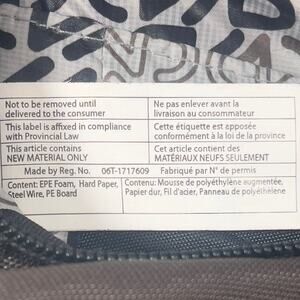 Not to be removed until
delivered to the consumer
Ne pas enlever avant la
livraison au consommateur
This label is affixed in compliance
with Provincial Law
Cette étiquette est apposée
conformément à la loi de la province
This article contains
NEW MATERIAL ONLY
Cet article contient des
MATÉRIAUX NEUFS SEULEMENT
Made by Reg. No. 06T-1717609 Fabriqué par N° de permis
Content: EPE Foam, Hard Paper,
Steel Wire, PE Board
Contenu: Mousse de polyéthylène augmentée,
Papier dur, Fil d'acier, Panneau de polyéthélène